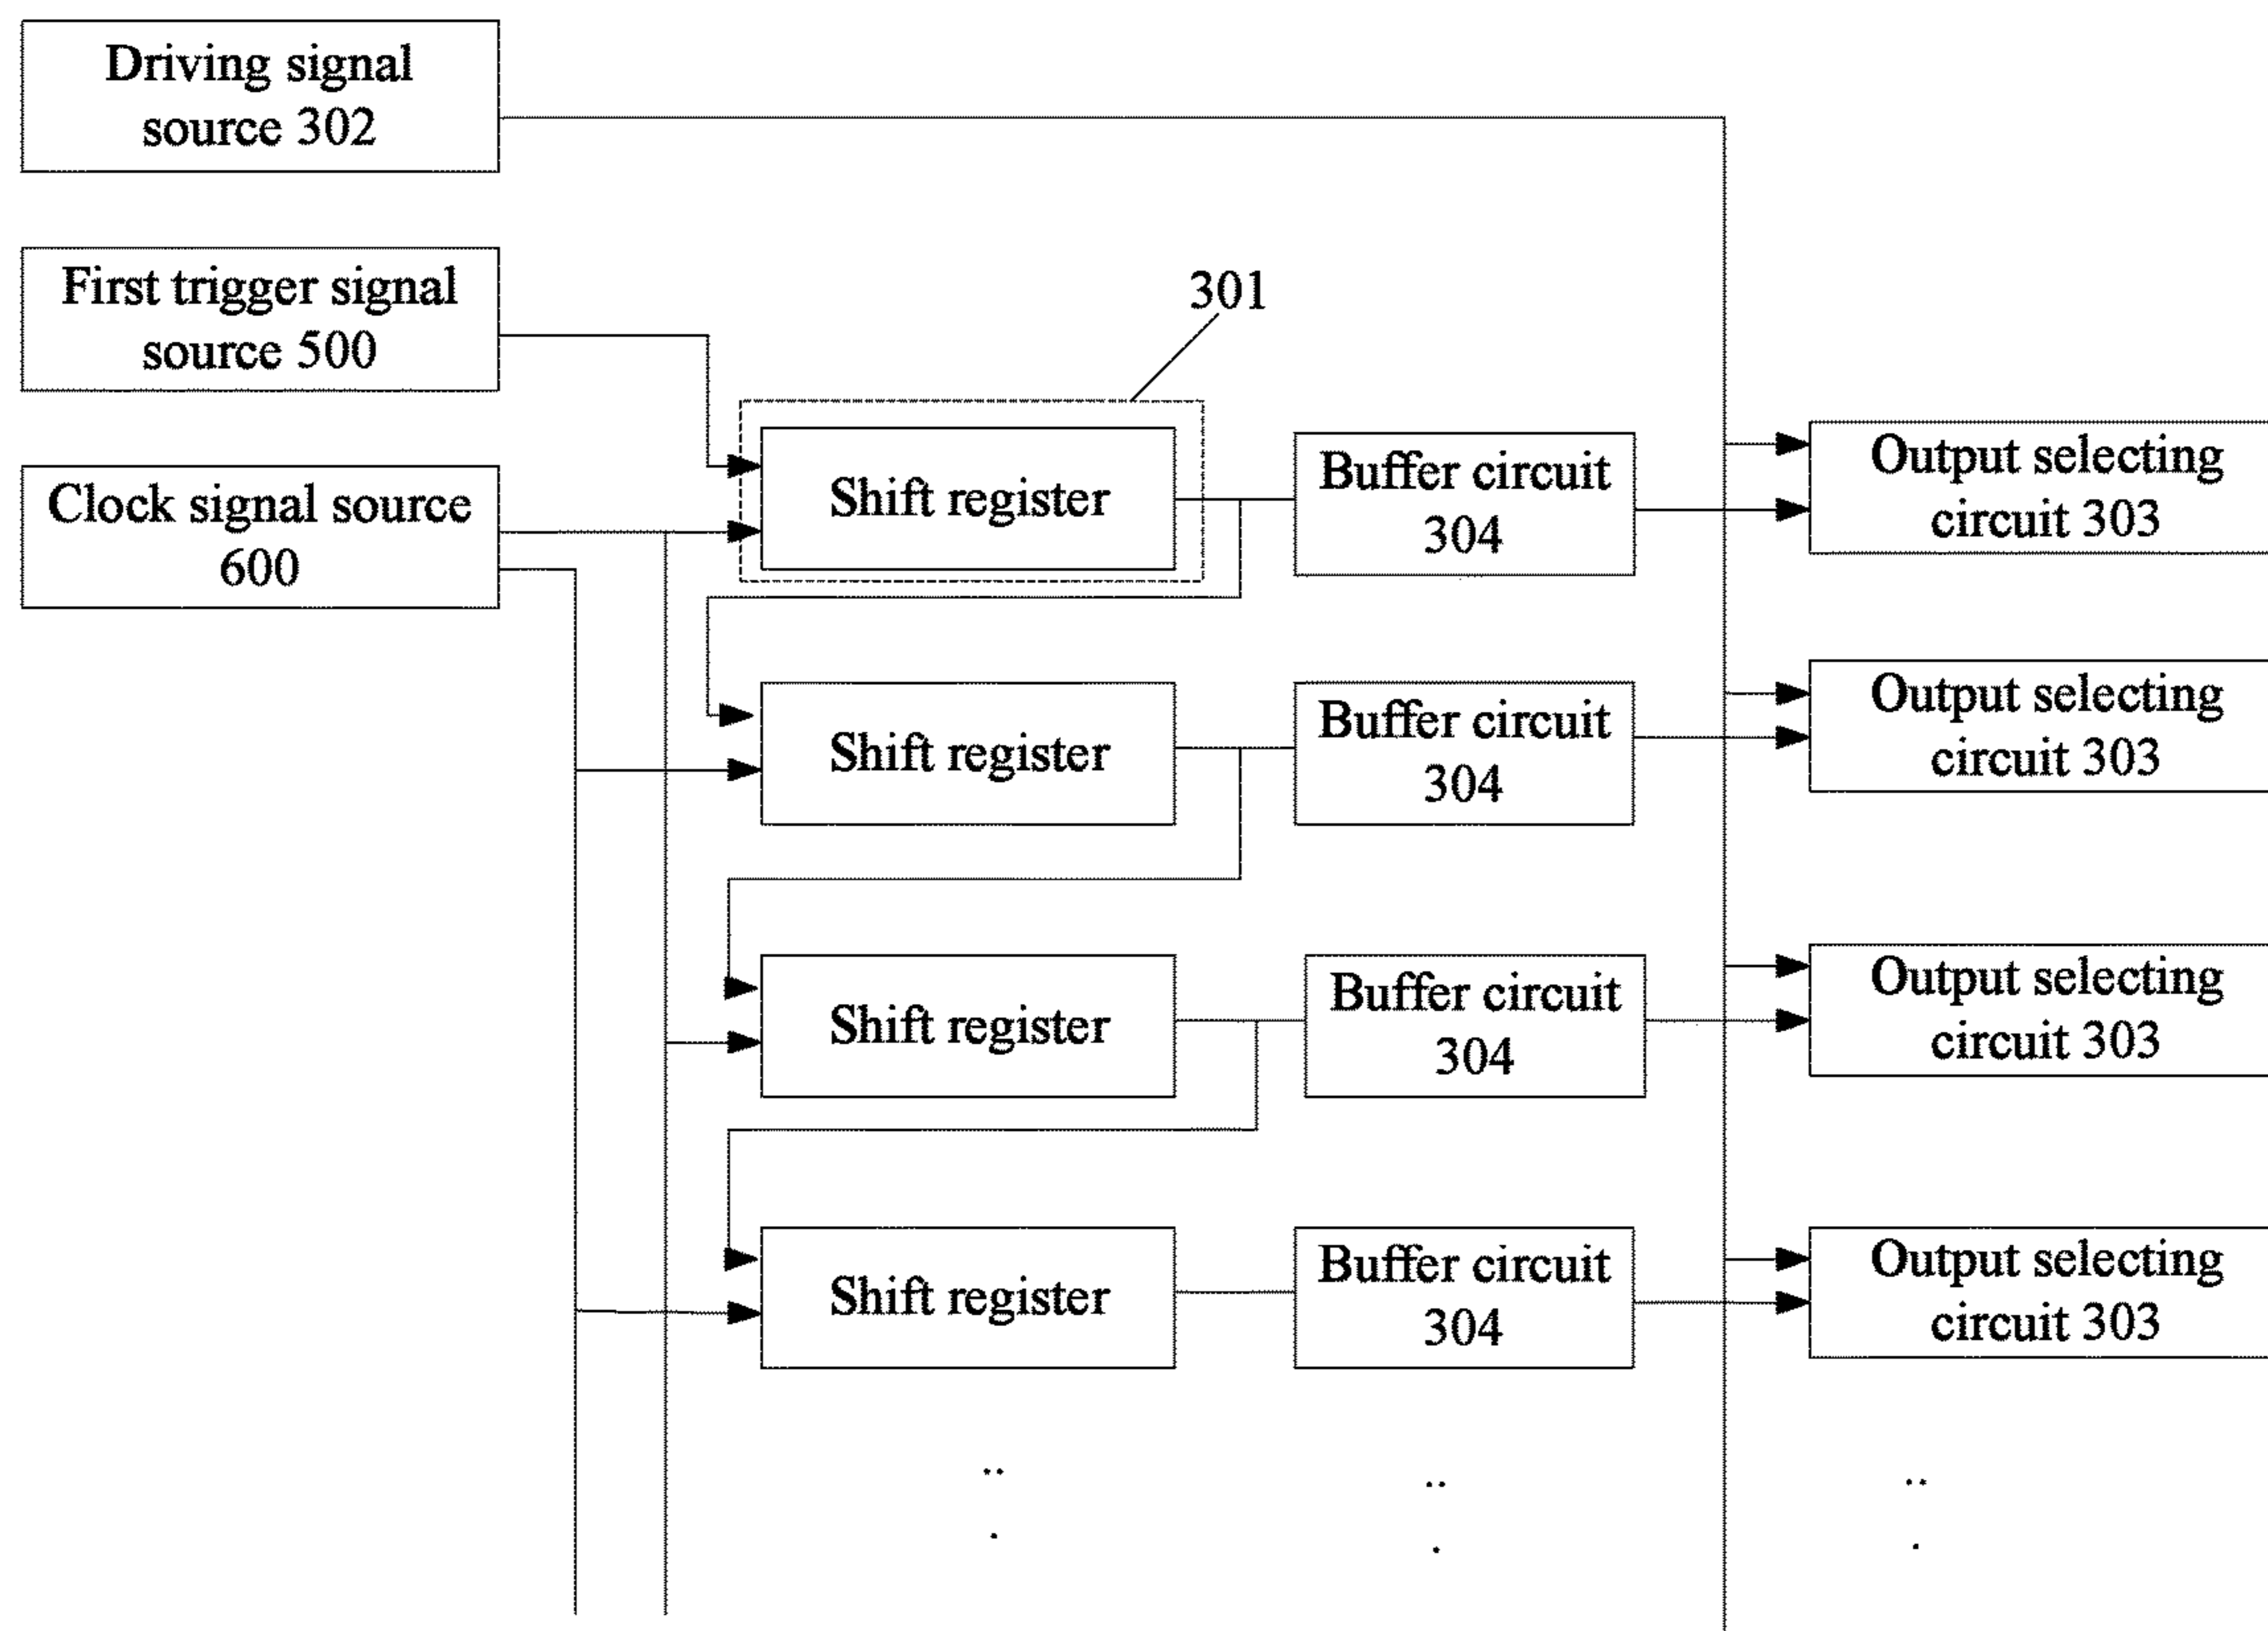 Driving signal
source 302
First trigger signal
source 500
301
Clock signal source
600
Shift register
Buffer circuit
304
Output selecting
circuit 303
Shift register
Buffer circuit
304
Output selecting
circuit 303
Shift register
Buffer circuit
304
Output selecting
circuit 303
Shift register
Buffer circuit
304
Output selecting
circuit 303